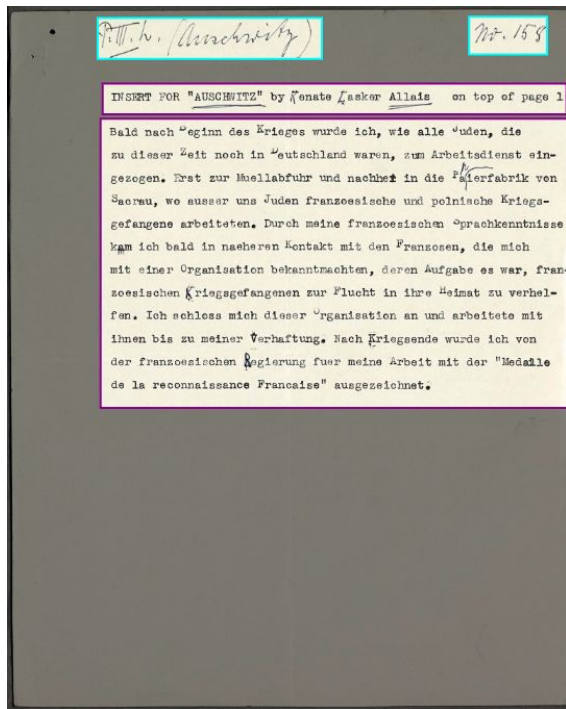 P.III.h. (Auschwitz)
No. 158
INSERT FOR "AUSCHWITZ" by Renate Lasker Allais on top of page 1
Bald nach Beginn des Krieges wurde ich, wie alle Juden, die
zu dieser Zeit noch in Deutschland waren, zum Arbeitsdienst ein-
gezogen. Erst zur Muellabfuhr und nachher in die Papierfabrik von
Sacrau, wo ausser uns Juden franzoesische und polnische Kriegs-
gefangene arbeiteten. Durch meine franzoesischen Sprachkenntnisse
kam ich bald in naeheren Kontakt mit den Franzosen, die mich
mit einer Organisation bekanntmachten, deren Aufgabe es war, fran-
zoesischen Kriegsgefangenen zur Flucht in ihre Heimat zu verhel-
fen. Ich schloss mich dieser Organisation an und arbeitete mit
ihnen bis zu meiner Verhaftung. Nach Kriegsende wurde ich von
der franzoesischen Regierung fuer meine Arbeit mit der "Medalle
de la reconnaissance Francaise" ausgezeichnet.